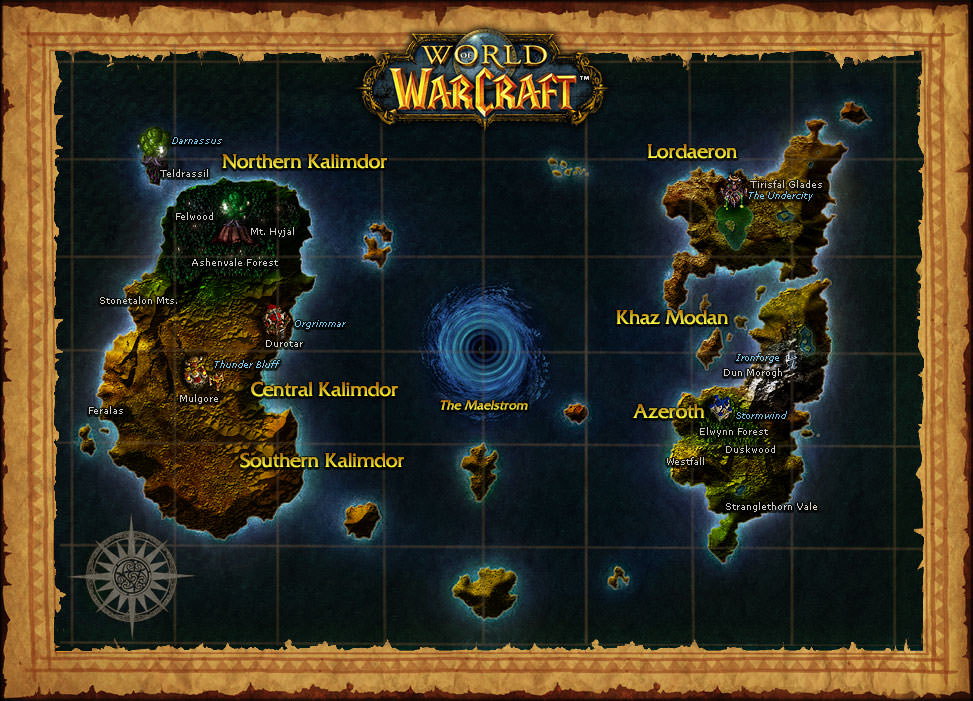 WORLD
OF
WARCRAFT™
Darnassus
Teldrassil
Northern Kalimdor
Felwood
Mt. Hyjal
Ashenvale Forest
Stonetalon Mts.
Orgrimmar
Durotar
Thunder Bluff
Mulgore
Central Kalimdor
Feralas
Southern Kalimdor
The Maelstrom
Lordaeron
Tirisfal Glades
The Undercity
Khaz Modan
Ironforge
Dun Morogh
Azeroth
Stormwind
Elwynn Forest
Duskwood
Westfall
Stranglethorn Vale